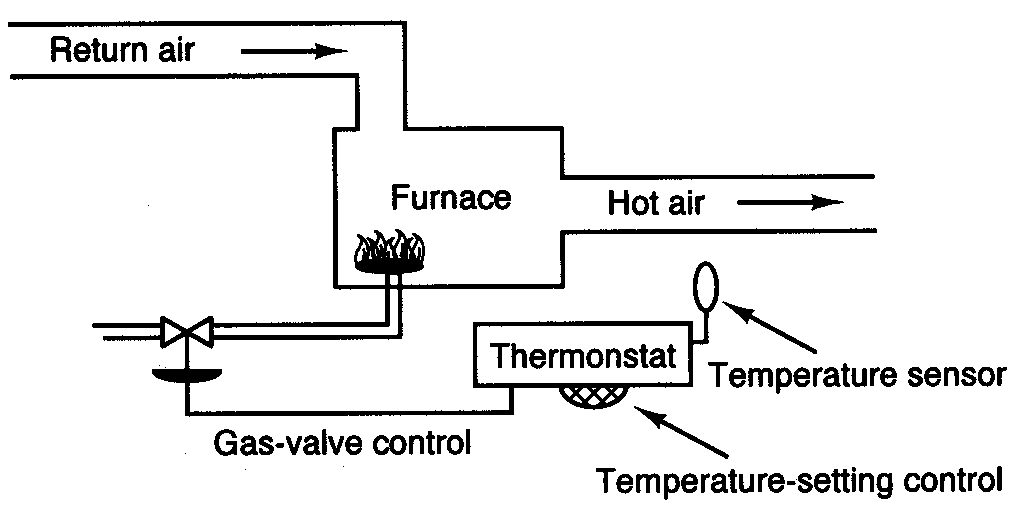 Return air
Furnace
Hot air
Thermonstat
Temperature sensor
Gas-valve control
Temperature-setting control